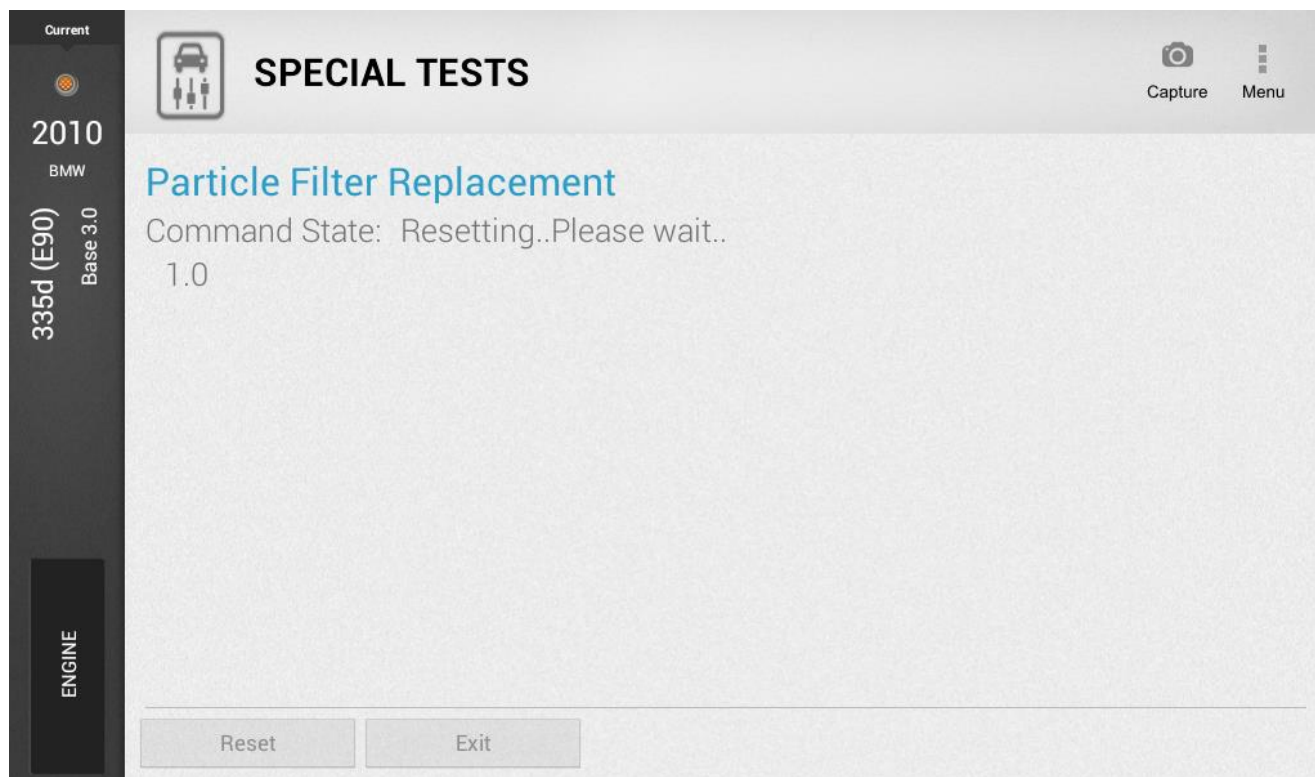 Current
2010
BMW
335d (E90)
Base 3.0
ENGINE
SPECIAL TESTS
Capture
Menu
Particle Filter Replacement
Command State: Resetting..Please wait..
1.0
Reset
Exit